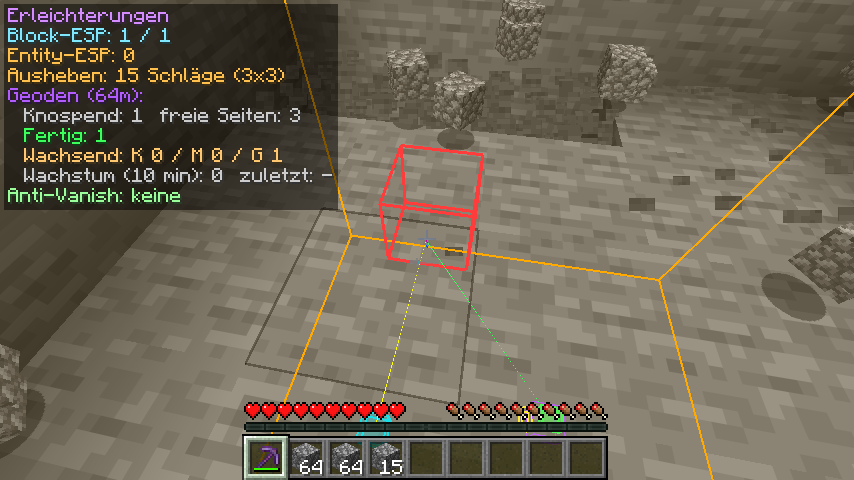 Erleichterungen
Block-ESP: 1 / 1
Entity-ESP: 0
Ausheben: 15 Schläge (3x3)
Geoden (64m):
Knospend: 1 freie Seiten: 3
Fertig: 1
Wachsend: K 0 / M 0 / G 1
Wachstum (10 min): 0 zuletzt: -
Anti-Vanish: keine
64 64 15